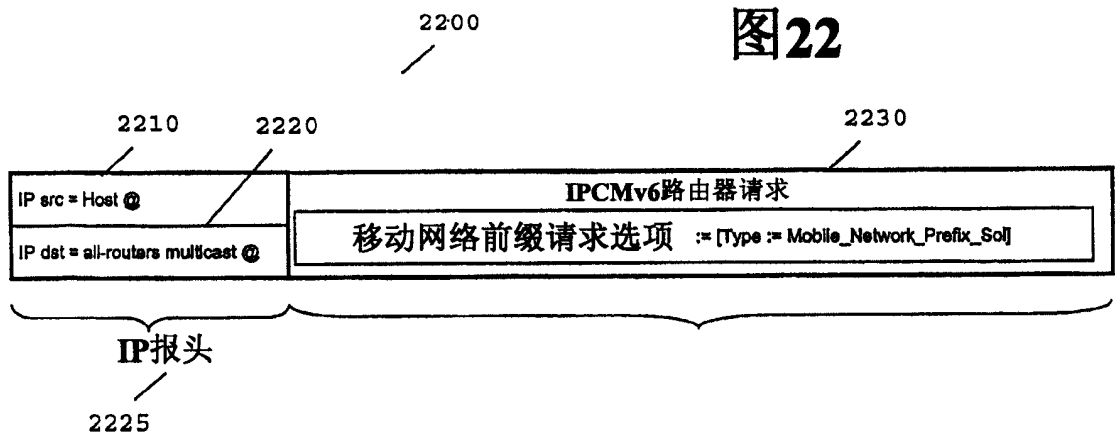 2200
图22
2210
2220
2230
IP src = Host @
IPCMv6路由器请求
移动网络前缀请求选项 := [Type := Mobile_Network_Prefix_Sol]
IP dst = all-routers multicast @
IP报头
2225